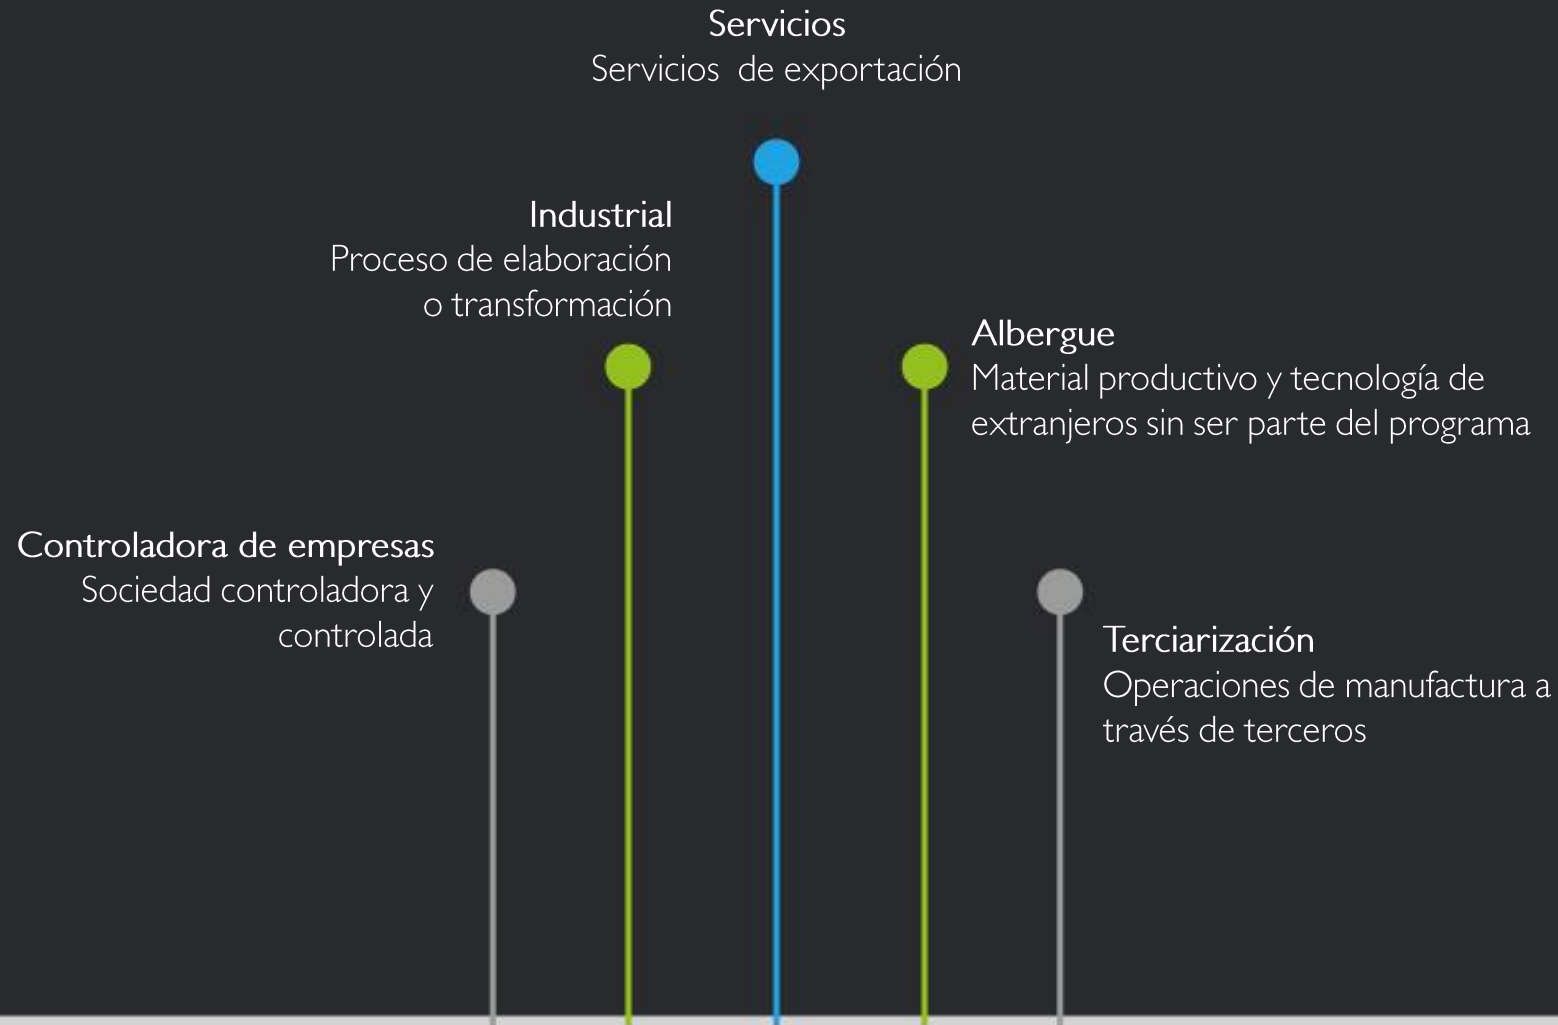 Servicios
Servicios de exportación
Industrial
Proceso de elaboración
o transformación
Albergue
Material productivo y tecnología de
extranjeros sin ser parte del programa
Controladora de empresas
Sociedad controladora y
controlada
Terciarización
Operaciones de manufactura a
través de terceros